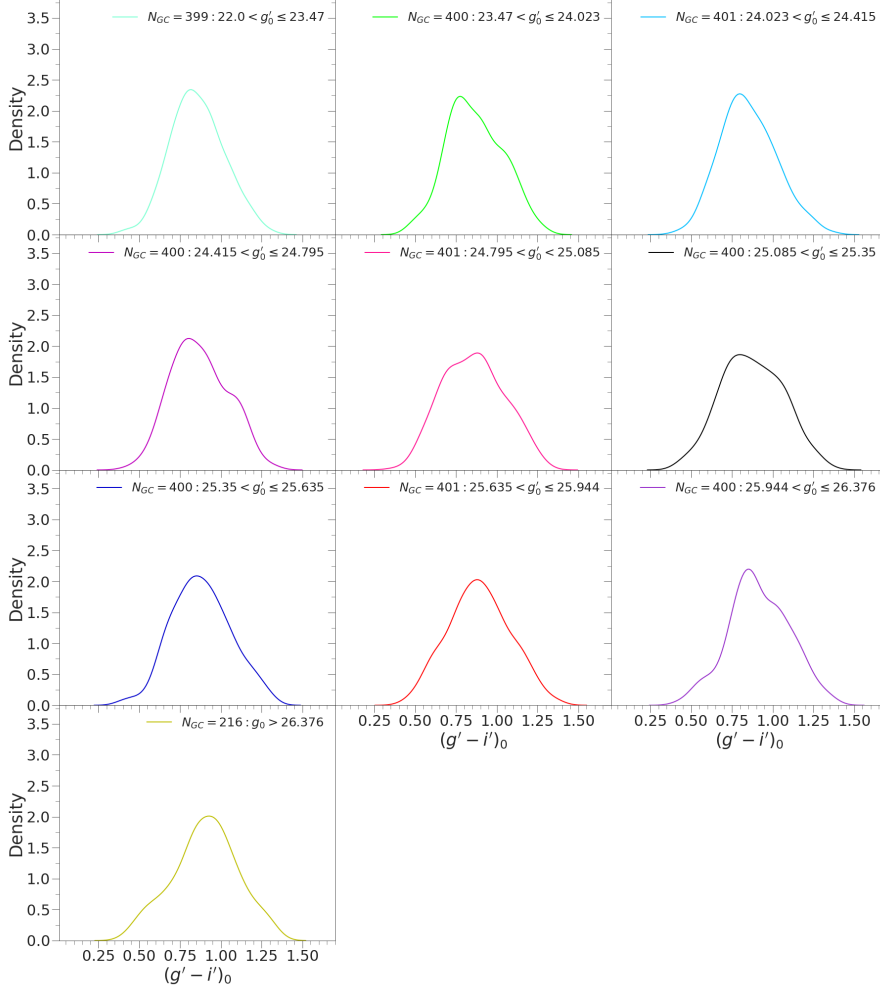 N_GC = 399 : 22.0 < g′_0 ≤ 23.47
N_GC = 400 : 23.47 < g′_0 ≤ 24.023
N_GC = 401 : 24.023 < g′_0 ≤ 24.415
3.5
3.0
2.5
2.0
1.5
1.0
0.5
0.0
Density
N_GC = 400 : 24.415 < g′_0 ≤ 24.795
N_GC = 401 : 24.795 < g′_0 < 25.085
N_GC = 400 : 25.085 < g′_0 ≤ 25.35
3.5
3.0
2.5
2.0
1.5
1.0
0.5
0.0
Density
N_GC = 400 : 25.35 < g′_0 ≤ 25.635
N_GC = 401 : 25.635 < g′_0 ≤ 25.944
N_GC = 400 : 25.944 < g′_0 ≤ 26.376
3.5
3.0
2.5
2.0
1.5
1.0
0.5
0.0
Density
0.25 0.50 0.75 1.00 1.25 1.50
(g′ − i′)_0
0.25 0.50 0.75 1.00 1.25 1.50
(g′ − i′)_0
N_GC = 216 : g_0 > 26.376
3.5
3.0
2.5
2.0
1.5
1.0
0.5
0.0
Density
0.25 0.50 0.75 1.00 1.25 1.50
(g′ − i′)_0